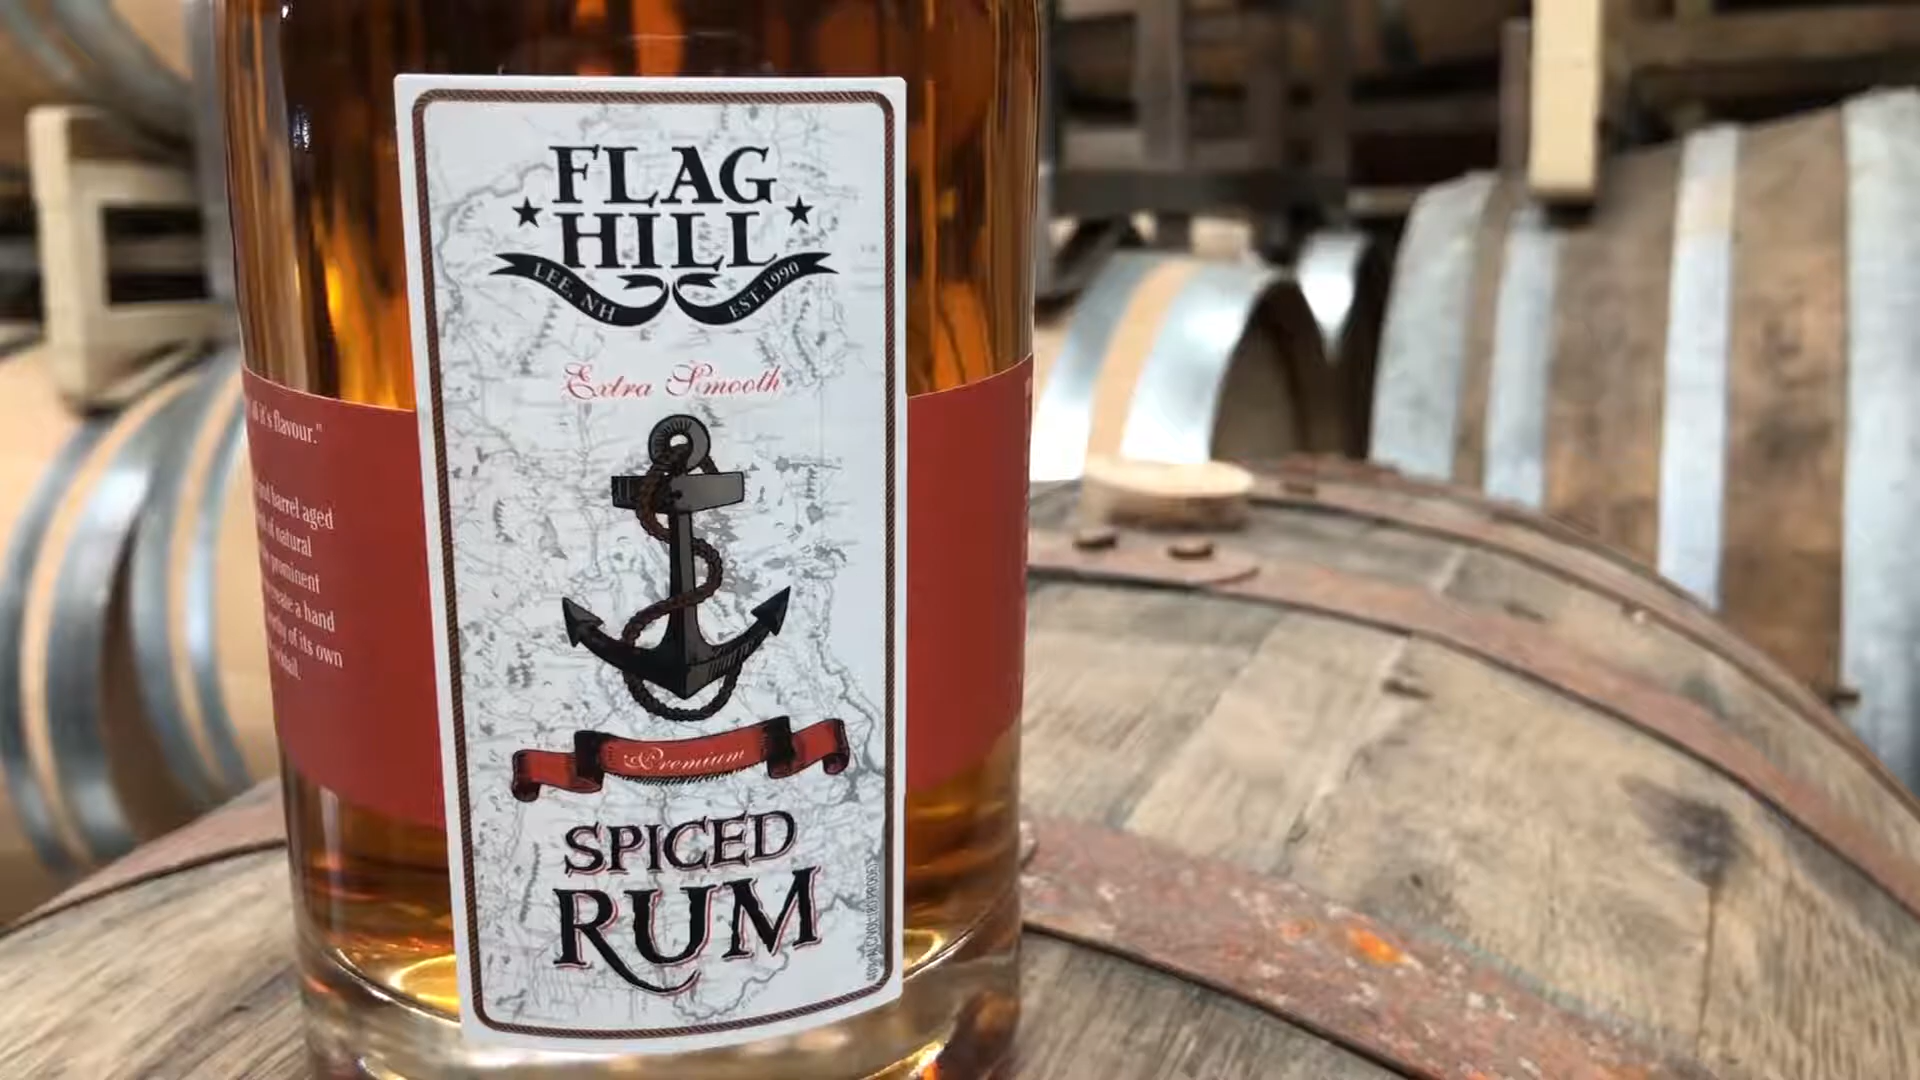 FLAG
HILL
LEE, NH EST. 1990
Extra Smooth
Premium
SPICED
RUM
it's flavour."
barrel aged
of natural
prominent
create a hand
of its own